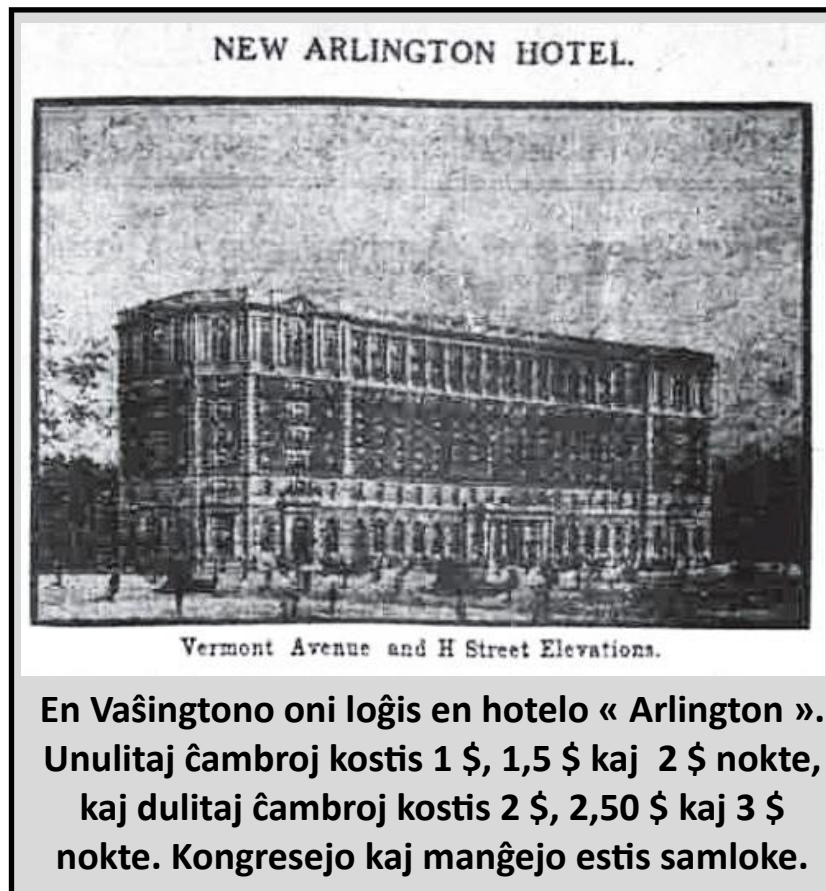 NEW ARLINGTON HOTEL.
Vermont Avenue and H Street Elevations.
En Vaŝingtono oni loĝis en hotelo « Arlington ».
Unulitaj ĉambroj kostis 1 $, 1,5 $ kaj 2 $ nokte,
kaj dulitaj ĉambroj kostis 2 $, 2,50 $ kaj 3 $
nokte. Kongresejo kaj manĝejo estis samloke.